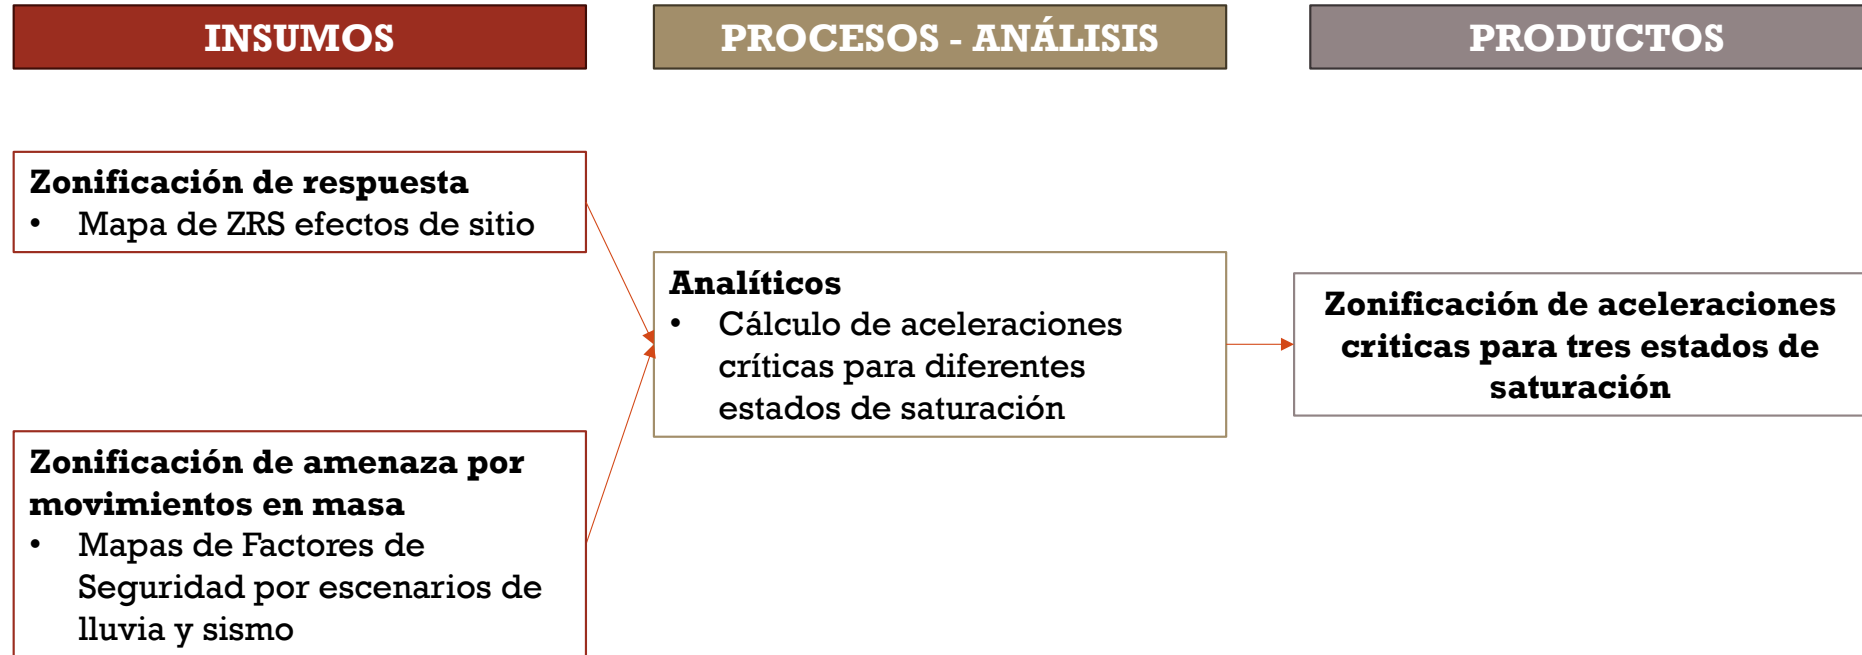 INSUMOS
PROCESOS - ANÁLISIS
PRODUCTOS
Zonificación de respuesta
• Mapa de ZRS efectos de sitio
Zonificación de amenaza por
movimientos en masa
• Mapas de Factores de
Seguridad por escenarios de
lluvia y sismo
Analíticos
• Cálculo de aceleraciones
críticas para diferentes
estados de saturación
Zonificación de aceleraciones
criticas para tres estados de
saturación